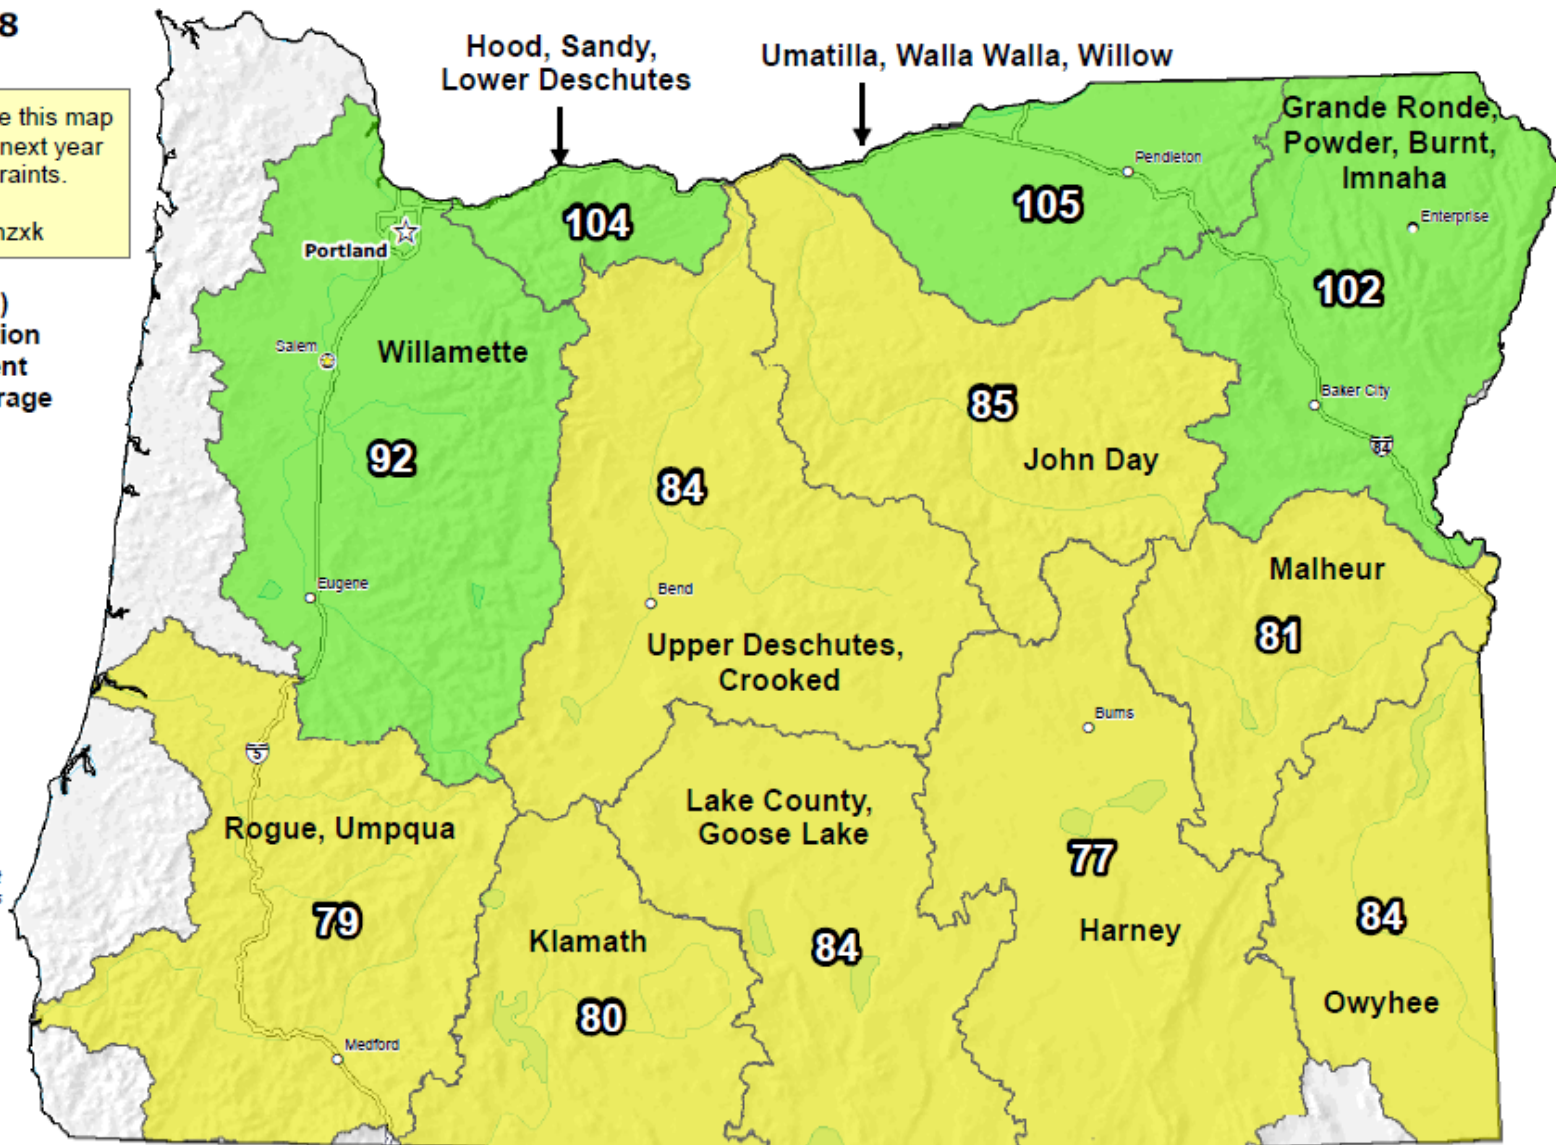 8
Hood, Sandy,
Lower Deschutes
Umatilla, Walla Walla, Willow
e this map
next year
raints.
nzxk
)
ion
ent
rage
Grande Ronde,
Powder, Burnt,
Imnaha
Pendleton
Enterprise
104
105
102
Portland
Salem
Willamette
92
85
John Day
Baker City
84
84
Eugene
Bend
Upper Deschutes,
Crooked
Malheur
81
Burns
5
Rogue, Umpqua
79
Lake County,
Goose Lake
84
77
Harney
Klamath
80
84
Owyhee
Medford